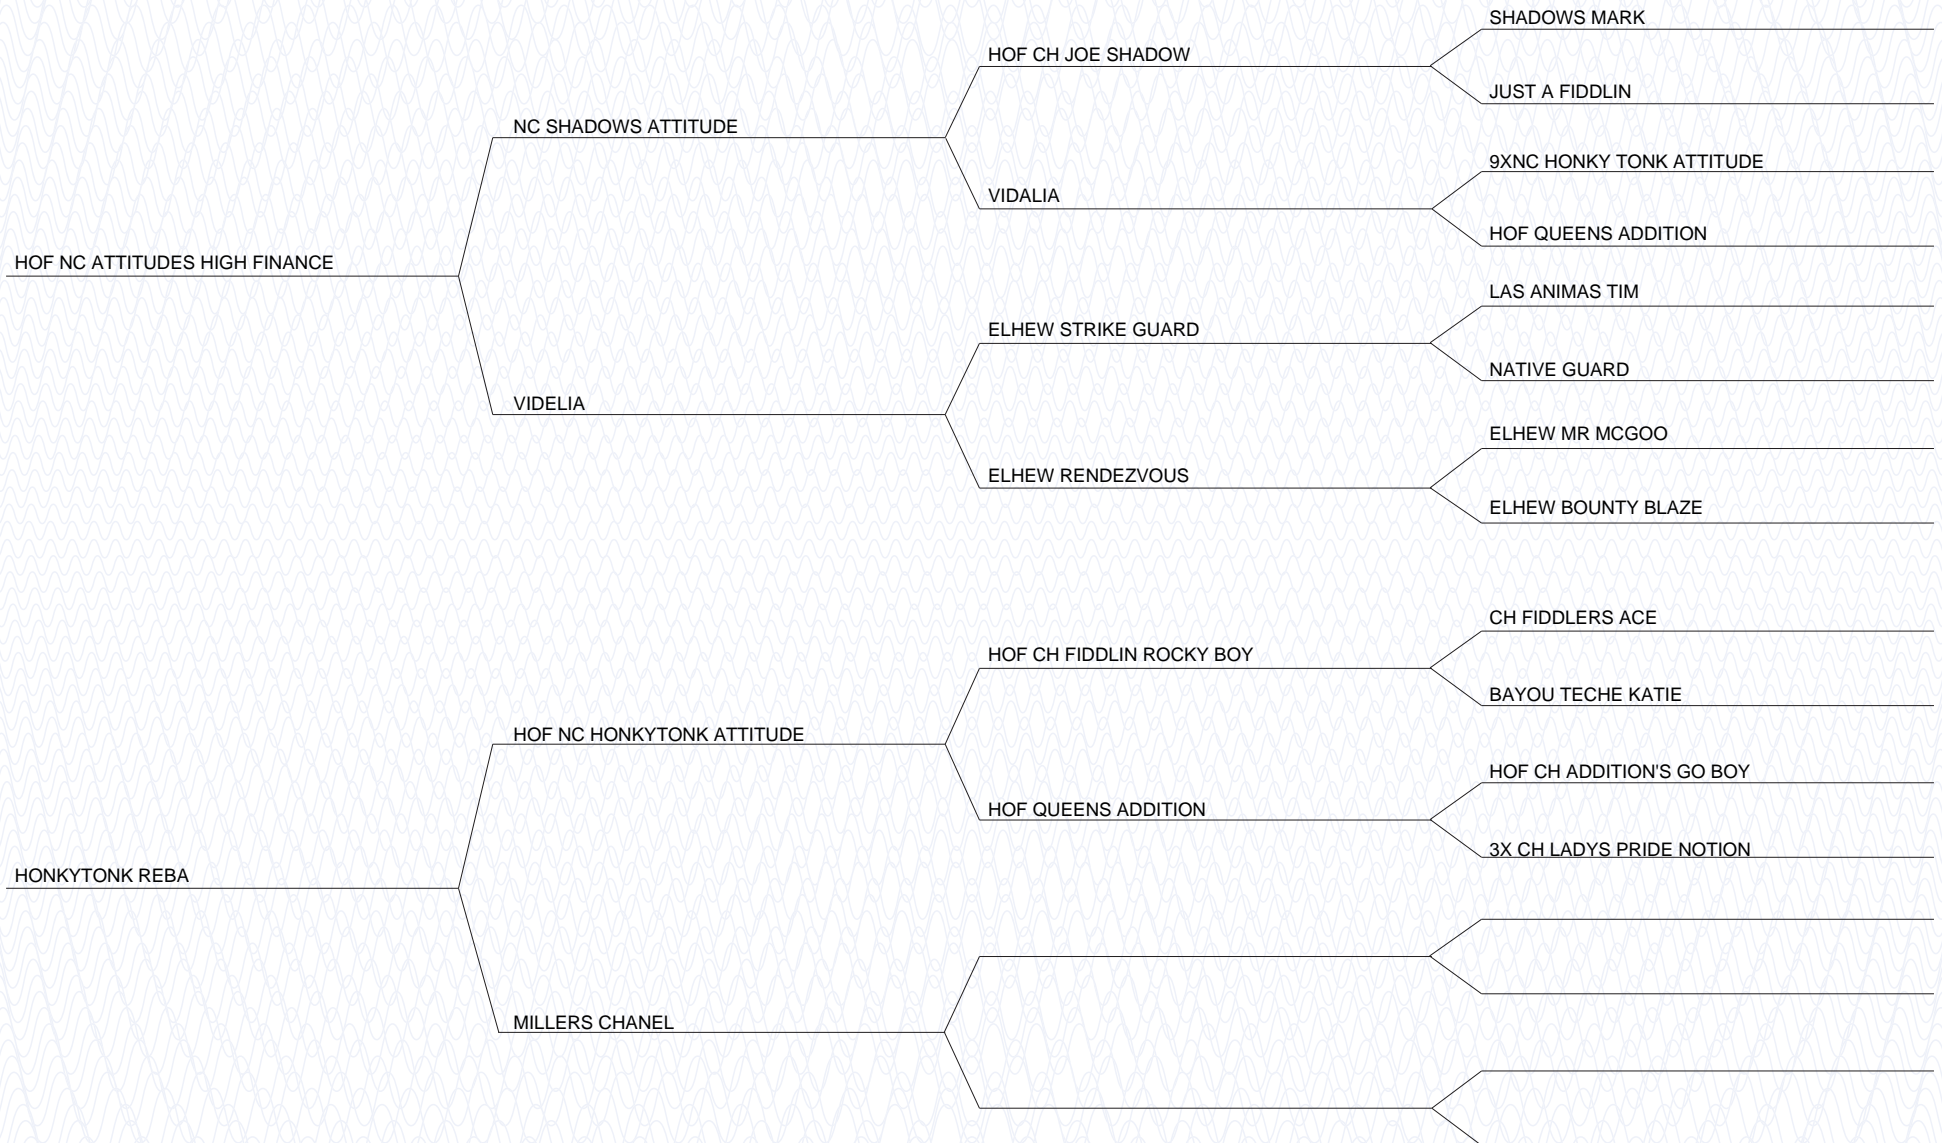 SHADOWS MARK
HOF CH JOE SHADOW
JUST A FIDDLIN
NC SHADOWS ATTITUDE
9XNC HONKY TONK ATTITUDE
VIDALIA
HOF QUEENS ADDITION
HOF NC ATTITUDES HIGH FINANCE
LAS ANIMAS TIM
ELHEW STRIKE GUARD
NATIVE GUARD
VIDELIA
ELHEW MR MCGOO
ELHEW RENDEZVOUS
ELHEW BOUNTY BLAZE
CH FIDDLERS ACE
HOF CH FIDDLIN ROCKY BOY
BAYOU TECHE KATIE
HOF NC HONKYTONK ATTITUDE
HOF CH ADDITION'S GO BOY
HOF QUEENS ADDITION
3X CH LADYS PRIDE NOTION
HONKYTONK REBA
MILLERS CHANEL